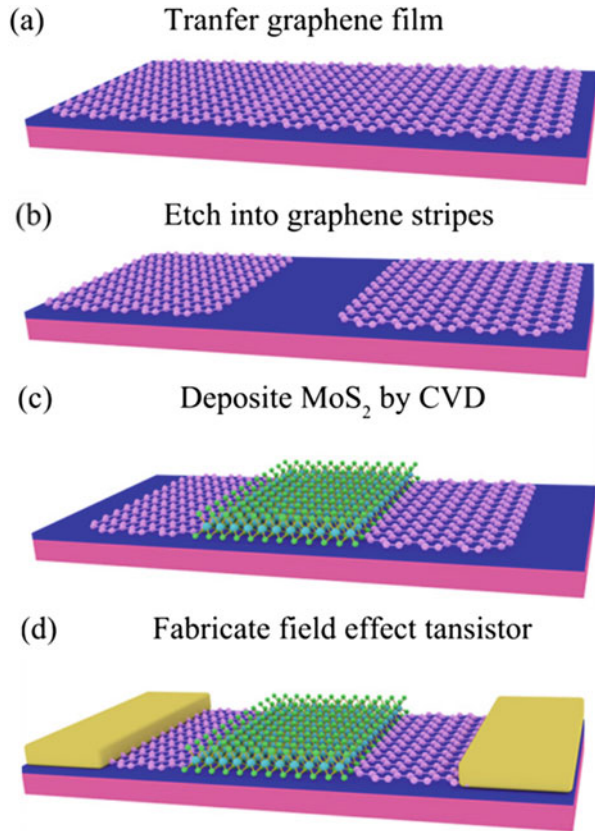 (a) Tranfer graphene film
(b) Etch into graphene stripes
(c) Deposite MoS₂ by CVD
(d) Fabricate field effect tansistor